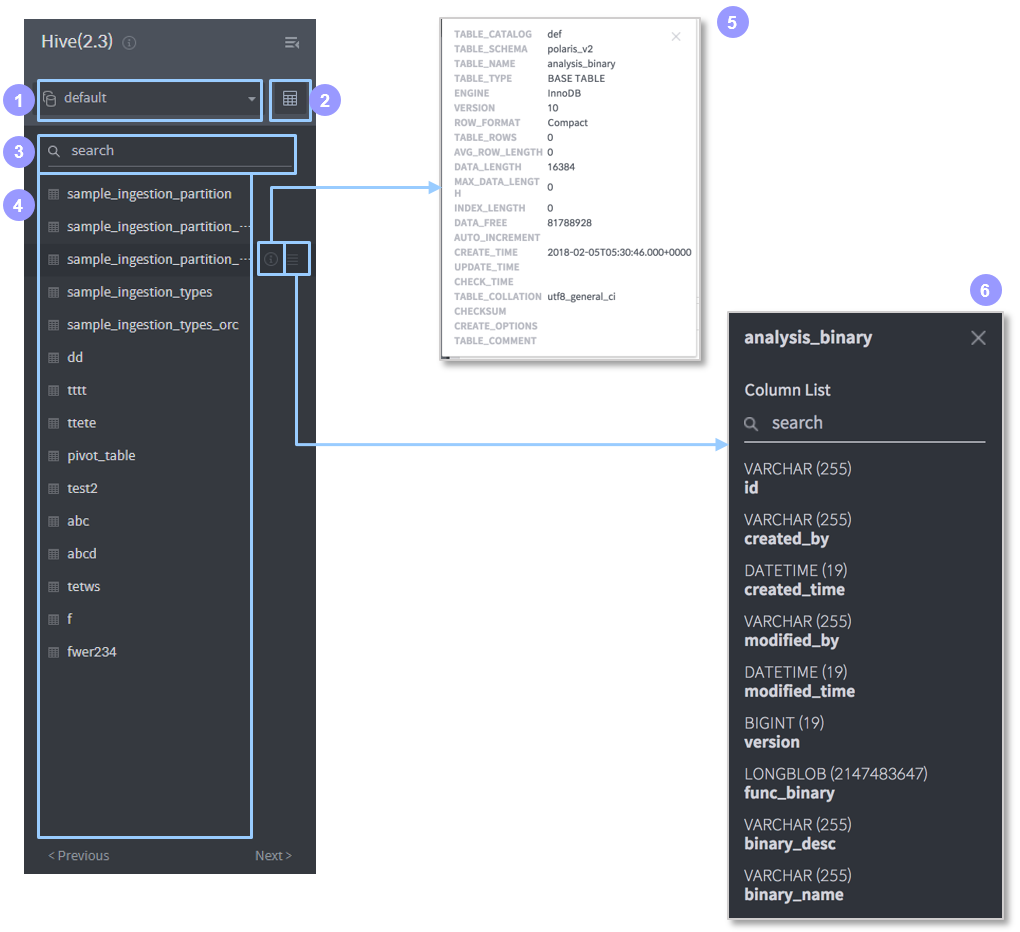 Hive(2.3)
1
default
2
3
search
4
sample_ingestion_partition
sample_ingestion_partition_···
sample_ingestion_partition_···
sample_ingestion_types
sample_ingestion_types_orc
dd
tttt
ttete
pivot_table
test2
abc
abcd
tetws
f
fwer234
< Previous
Next >
5
TABLE_CATALOG def
TABLE_SCHEMA polaris_v2
TABLE_NAME analysis_binary
TABLE_TYPE BASE TABLE
ENGINE InnoDB
VERSION 10
ROW_FORMAT Compact
TABLE_ROWS 0
AVG_ROW_LENGTH 0
DATA_LENGTH 16384
MAX_DATA_LENGT
H 0
INDEX_LENGTH 0
DATA_FREE 81788928
AUTO_INCREMENT
CREATE_TIME 2018-02-05T05:30:46.000+0000
UPDATE_TIME
CHECK_TIME
TABLE_COLLATION utf8_general_ci
CHECKSUM
CREATE_OPTIONS
TABLE_COMMENT
6
analysis_binary
Column List
search
VARCHAR (255)
id
VARCHAR (255)
created_by
DATETIME (19)
created_time
VARCHAR (255)
modified_by
DATETIME (19)
modified_time
BIGINT (19)
version
LONGBLOB (2147483647)
func_binary
VARCHAR (255)
binary_desc
VARCHAR (255)
binary_name